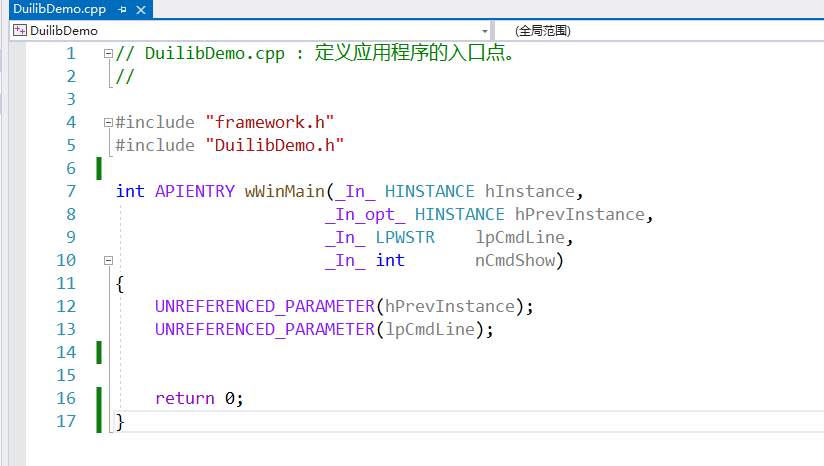 DuilibDemo.cpp
DuilibDemo (全局范围)
1 // DuilibDemo.cpp : 定义应用程序的入口点。
2 //
3
4 #include "framework.h"
5 #include "DuilibDemo.h"
6
7 int APIENTRY wWinMain(_In_ HINSTANCE hInstance,
8 _In_opt_ HINSTANCE hPrevInstance,
9 _In_ LPWSTR    lpCmdLine,
10 _In_ int       nCmdShow)
11 {
12 UNREFERENCED_PARAMETER(hPrevInstance);
13 UNREFERENCED_PARAMETER(lpCmdLine);
14
15
16 return 0;
17 }